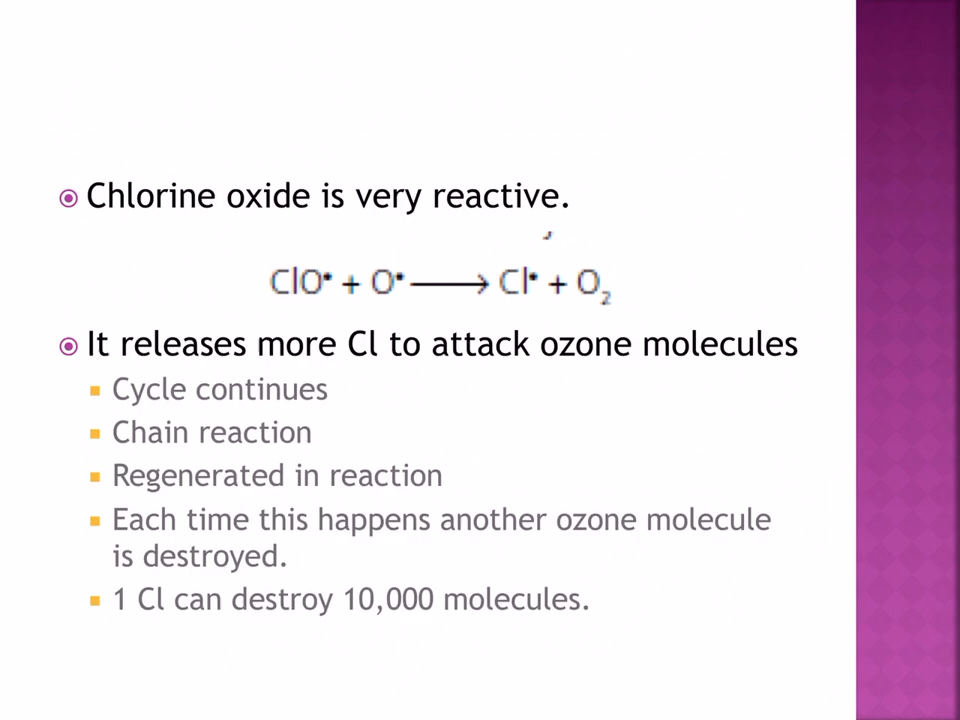 Chlorine oxide is very reactive.
ClO• + O• ⟶ Cl• + O₂
It releases more Cl to attack ozone molecules
Cycle continues
Chain reaction
Regenerated in reaction
Each time this happens another ozone molecule
is destroyed.
1 Cl can destroy 10,000 molecules.